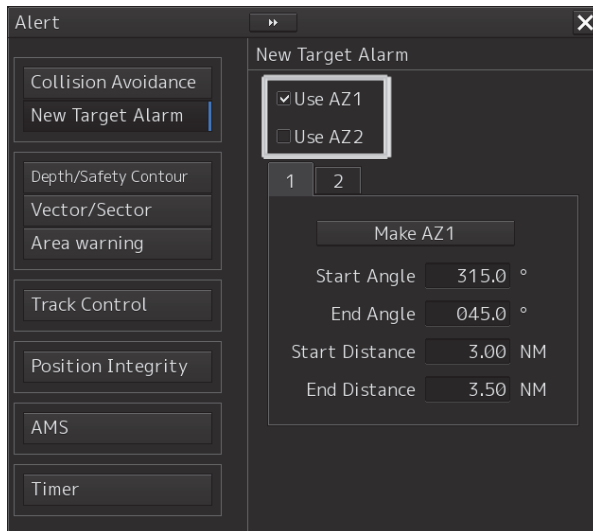 Alert
New Target Alarm
Collision Avoidance
New Target Alarm
Depth/Safety Contour
Vector/Sector
Area warning
Track Control
Position Integrity
AMS
Timer
Use AZ1
Use AZ2
1 2
Make AZ1
Start Angle 315.0 °
End Angle 045.0 °
Start Distance 3.00 NM
End Distance 3.50 NM